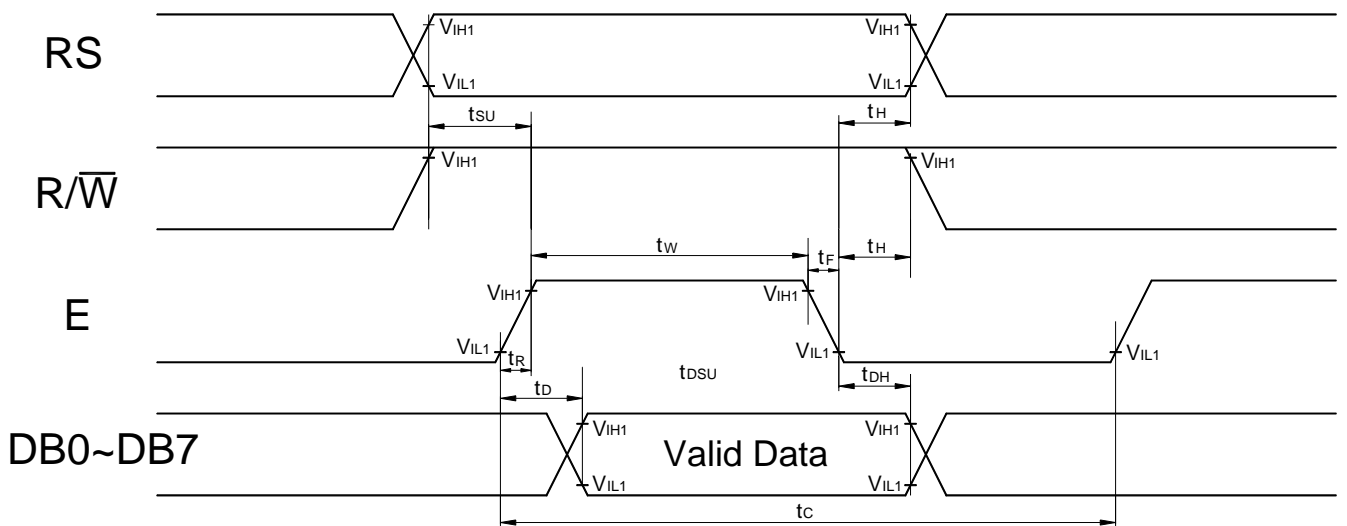 VIH1 VIH1
RS
VIL1 VIL1
tSU tH
VIH1 VIH1
R/W̅
tW tF tH
VIH1 VIH1
E
VIL1 VIL1 VIL1
tR tDSU tDH
tD
VIH1 VIH1
DB0~DB7 Valid Data
VIL1 VIL1
tC